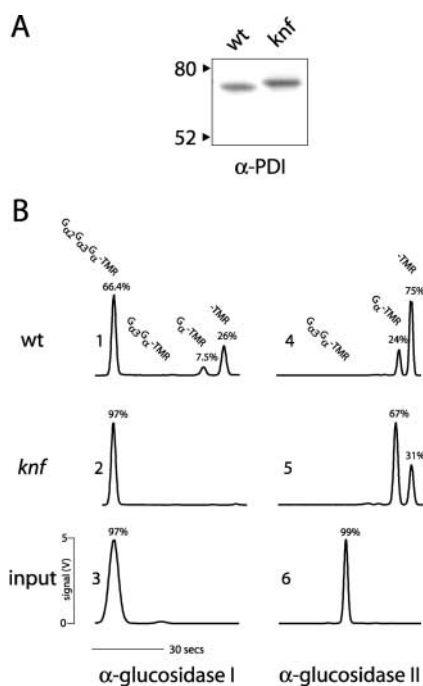 A
wt
knf
80
52
α-PDI
B
Gα2Gα3Gα-TMR
66.4%
Gα3Gα-TMR
Gα-TMR
7.5%
-TMR
26%
Gα3Gα-TMR
Gα-TMR
24%
-TMR
75%
wt
1
4
97%
67%
31%
knf
2
5
97%
99%
input
5
signal (V)
0
3
6
30 secs
α-glucosidase I
α-glucosidase II